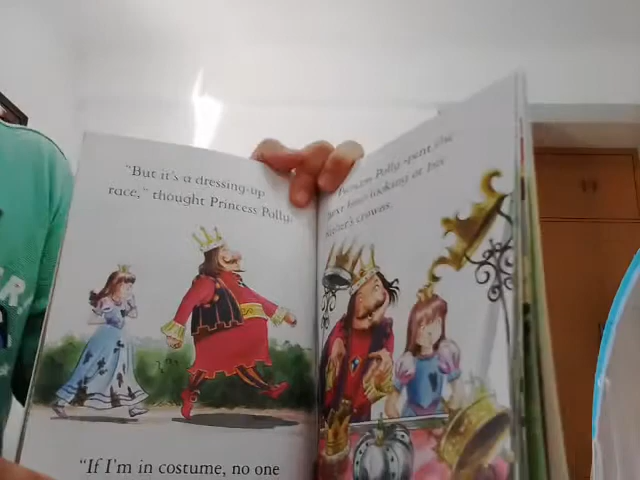 "But it's a dressing-up
race," thought Princess Polly.
"If I'm in costume, no one
Princess Polly spent the
next hour looking at her
sister's crowns.